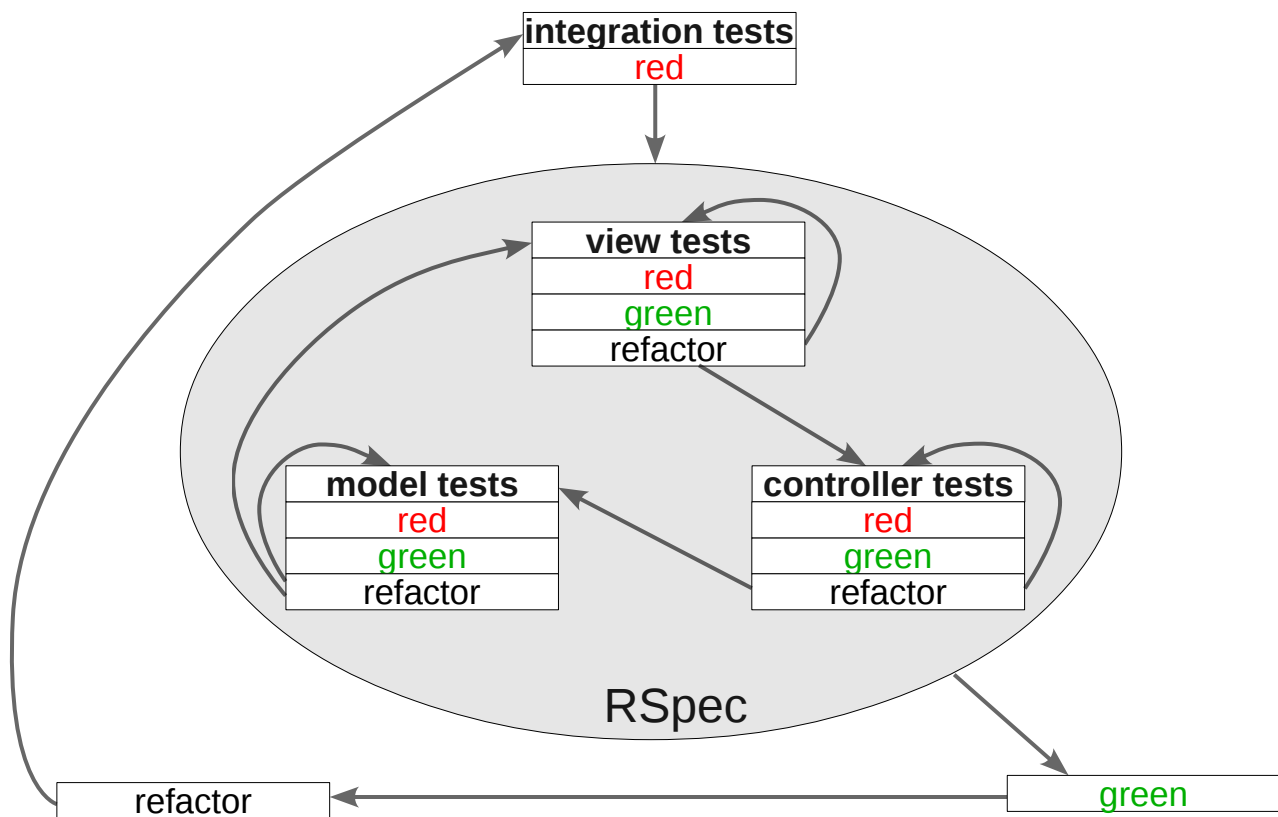 integration tests
red
view tests
red
green
refactor
model tests
red
green
refactor
controller tests
red
green
refactor
RSpec
refactor
green